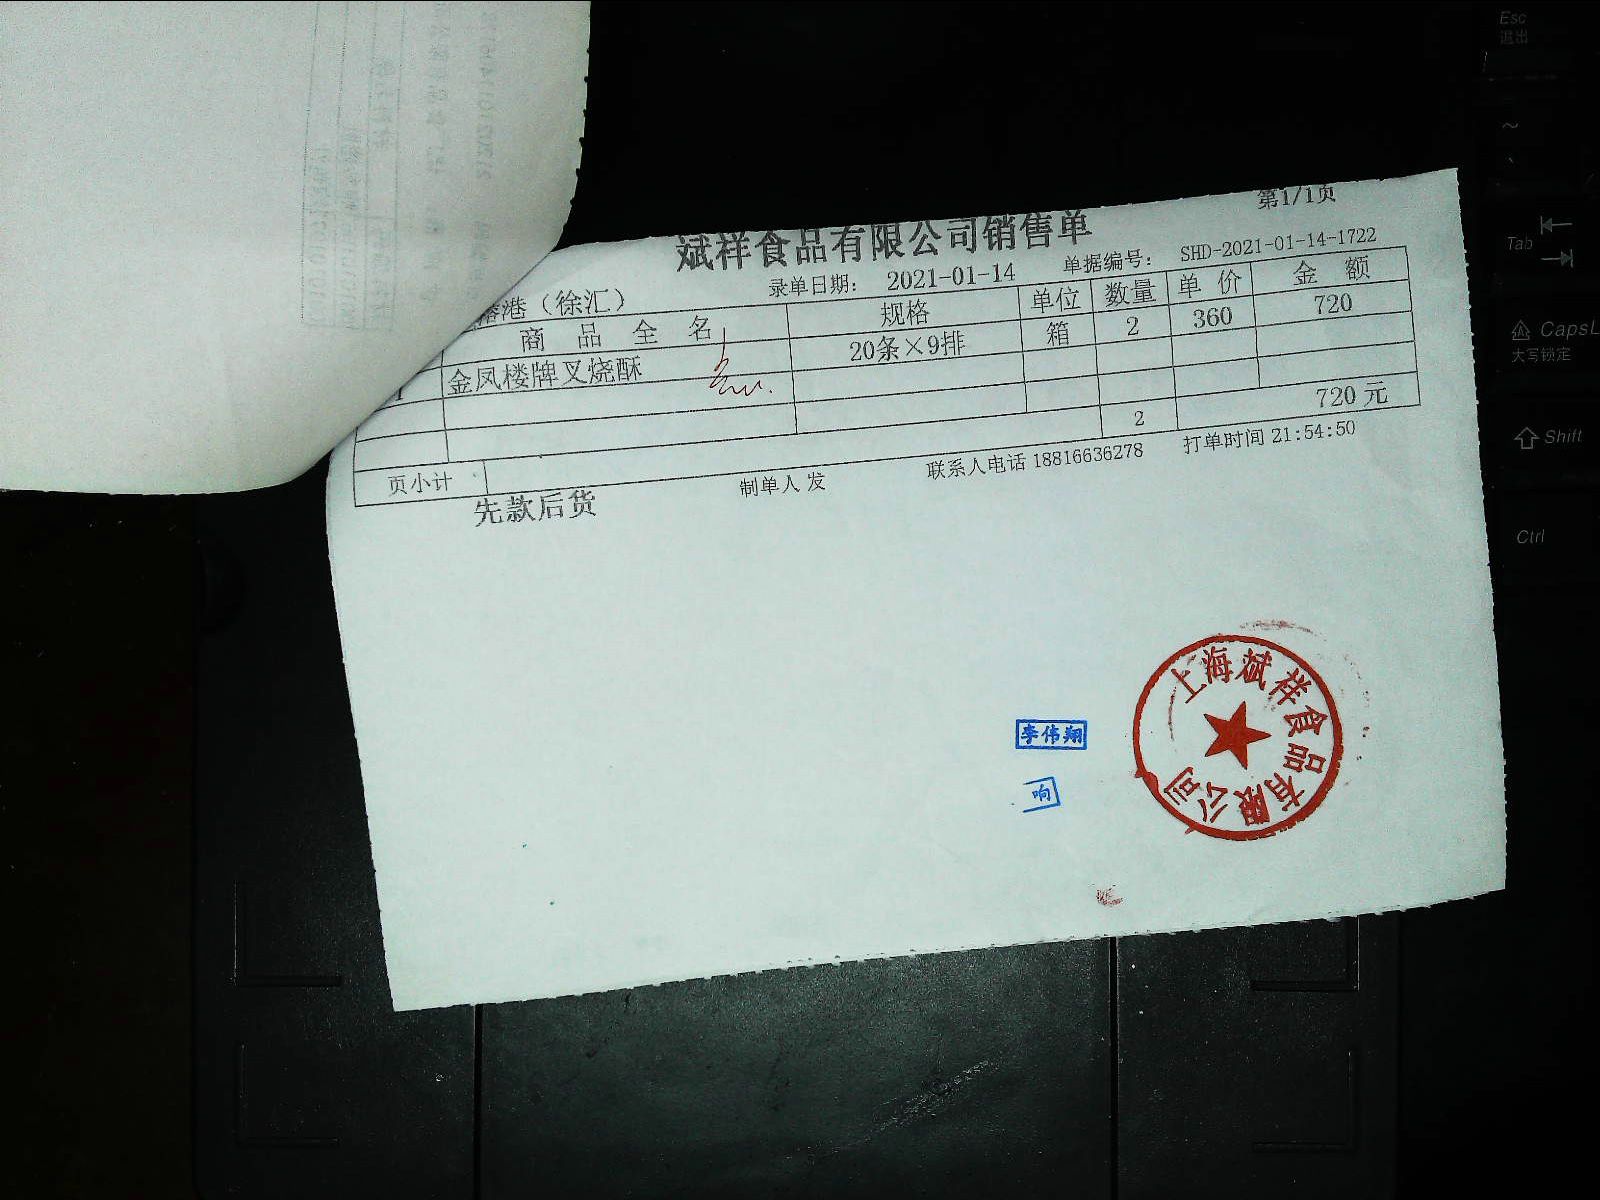 第1/1页
斌祥食品有限公司销售单
港（徐汇） 录单日期： 2021-01-14 单据编号： SHD-2021-01-14-1722
商 品 全 名 规格 单位 数量 单 价 金 额
1 金凤楼牌叉烧酥 20条×9排 箱 2 360 720
页小计 2 720 元
先款后货 制单人 发 联系人电话 18816636278 打单时间 21:54:50
李伟翔
响
上海斌祥食品有限公司
Esc
退出
~
Tab
CapsL
大写锁定
Shift
Ctrl